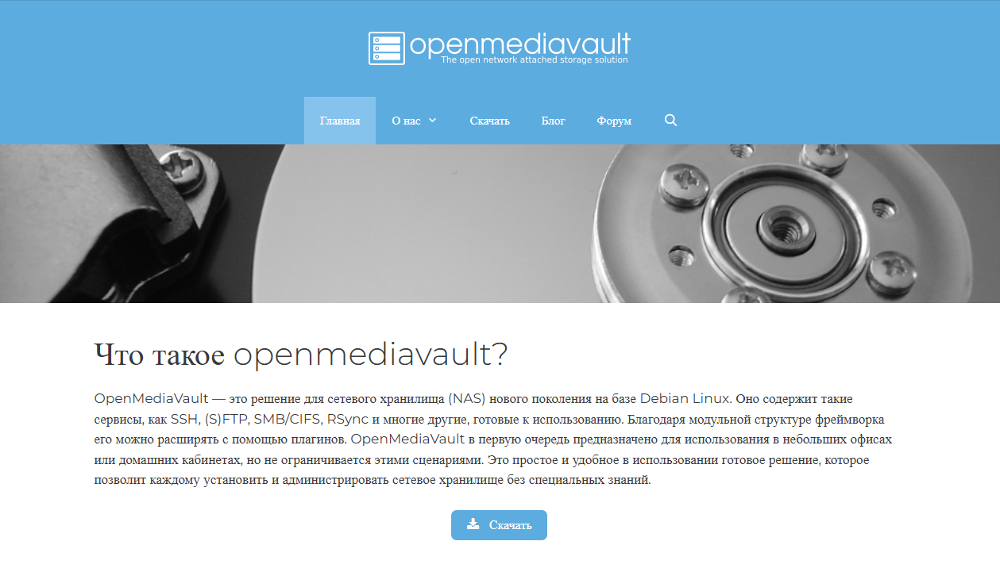 openmediavault
The open network attached storage solution
Главная О нас Скачать Блог Форум
Что такое openmediavault?
OpenMediaVault — это решение для сетевого хранилища (NAS) нового поколения на базе Debian Linux. Оно содержит такие
сервисы, как SSH, (S)FTP, SMB/CIFS, RSync и многие другие, готовые к использованию. Благодаря модульной структуре фреймворка
его можно расширять с помощью плагинов. OpenMediaVault в первую очередь предназначено для использования в небольших офисах
или домашних кабинетах, но не ограничивается этими сценариями. Это простое и удобное в использовании готовое решение, которое
позволит каждому установить и администрировать сетевое хранилище без специальных знаний.
Скачать